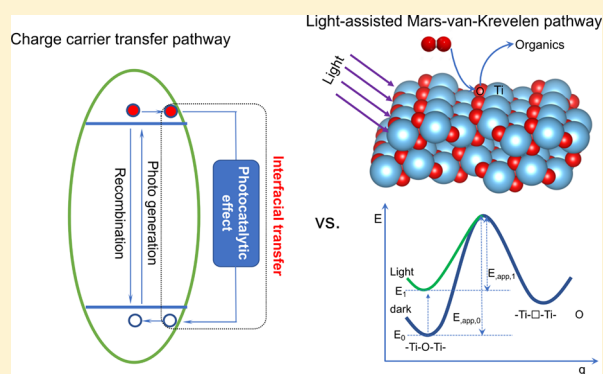 Charge carrier transfer pathway
Recombination
Photo generation
Photocatalytic
effect
Interfacial transfer
vs.
Light-assisted Mars-van-Krevelen pathway
Organics
Light
O Ti
E
Light
E1
dark
E0
E,app,1
E,app,0
-Ti-O-Ti-
-Ti-□-Ti- O
q